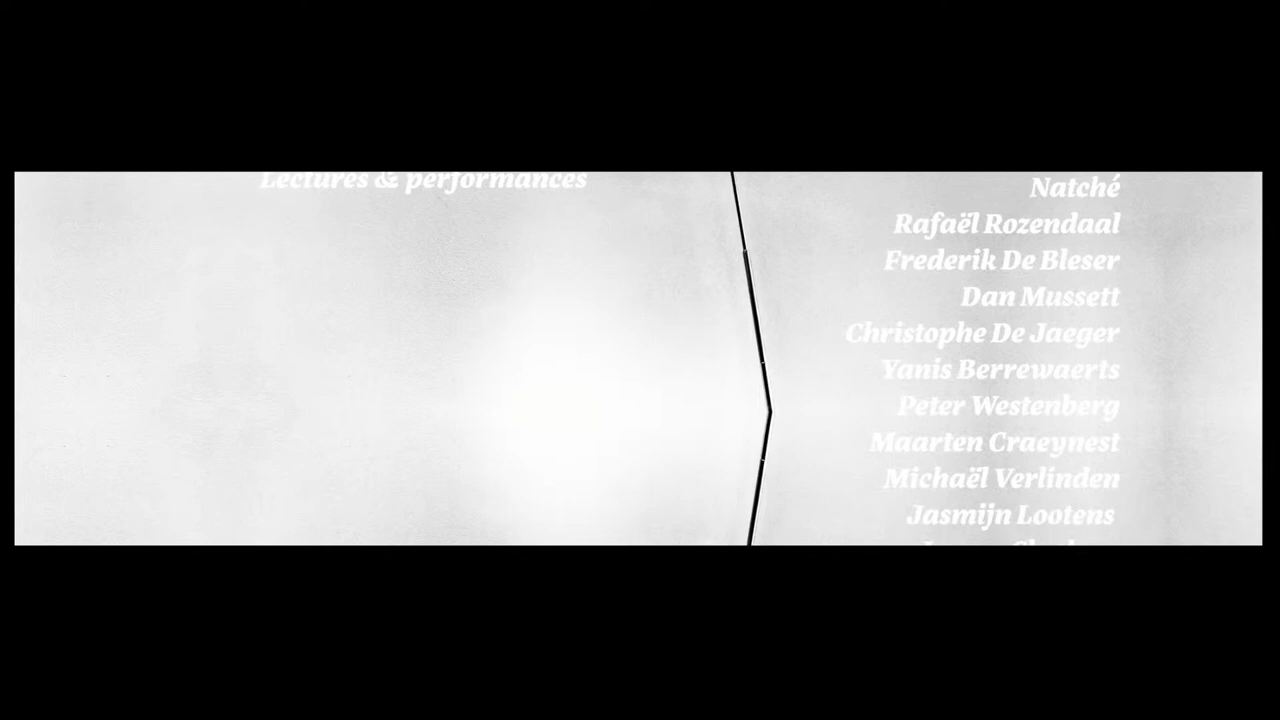 Lectures & performances
Natché
Rafaël Rozendaal
Frederik De Bleser
Dan Mussett
Christophe De Jaeger
Yanis Berrewaerts
Peter Westenberg
Maarten Craeynest
Michaël Verlinden
Jasmijn Lootens